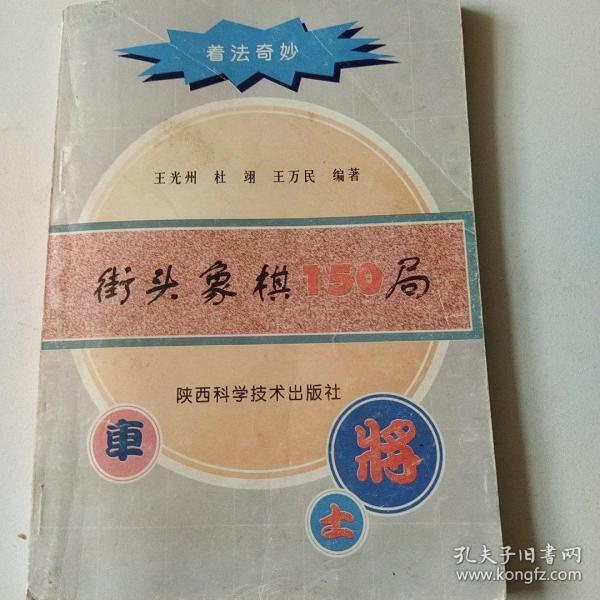 着法奇妙
王光州 杜翊 王万民 编著
街头象棋150局
陕西科学技术出版社
車
將
士
孔夫子旧书网
www.kongfz.com